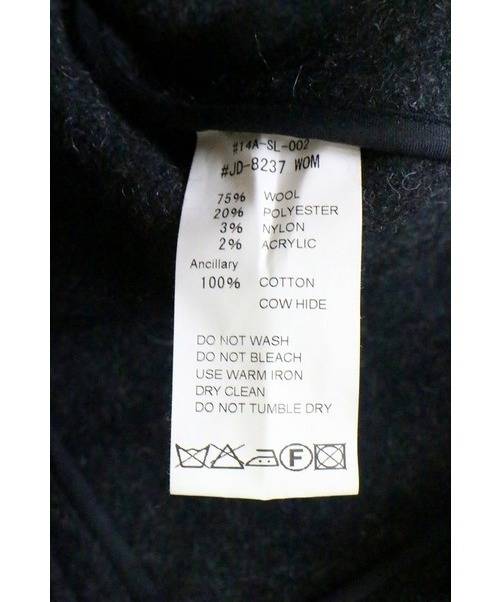 #14A-SL-002
#JD-8237 WOM
75% WOOL
20% POLYESTER
3% NYLON
2% ACRYLIC
Ancillary
100% COTTON
COW HIDE
DO NOT WASH
DO NOT BLEACH
USE WARM IRON
DRY CLEAN
DO NOT TUMBLE DRY
F